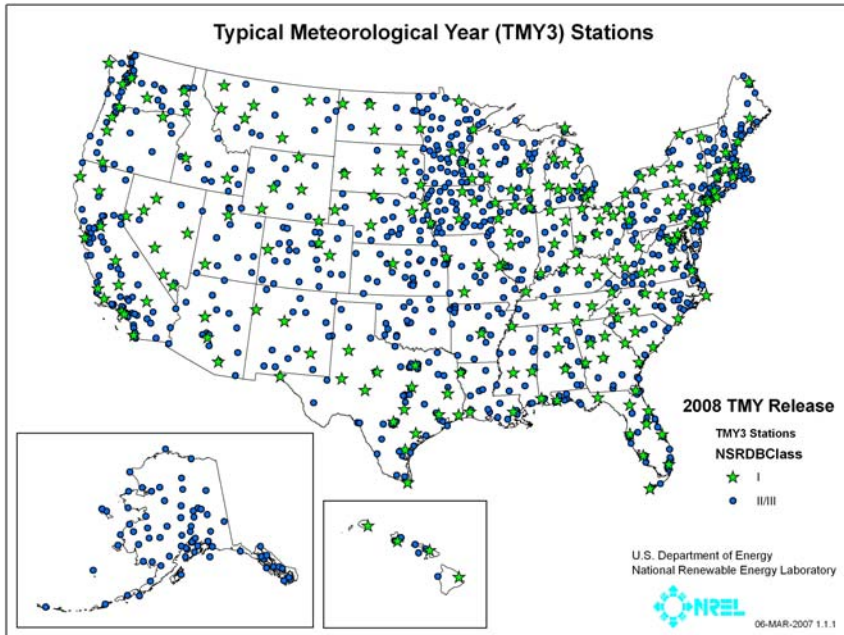 Typical Meteorological Year (TMY3) Stations
2008 TMY Release
TMY3 Stations
NSRDBClass
I
II/III
U.S. Department of Energy
National Renewable Energy Laboratory
NREL
06-MAR-2007 1.1.1